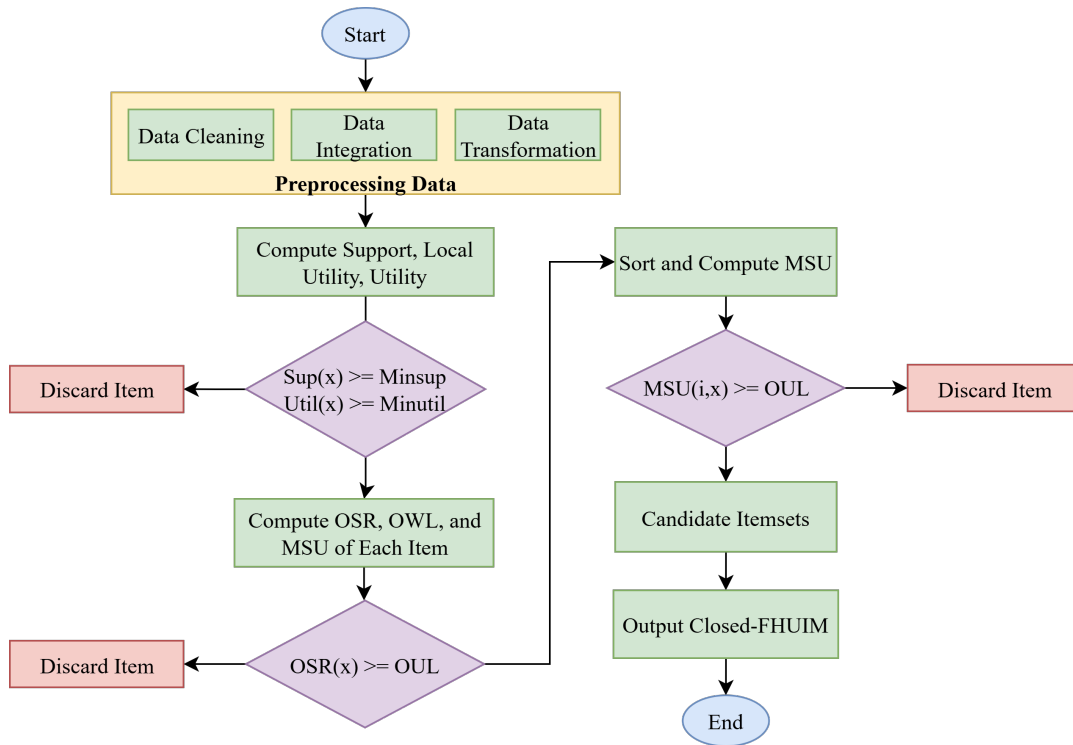 Start
Data Cleaning
Data
Integration
Data
Transformation
Preprocessing Data
Compute Support, Local
Utility, Utility
Sup(x) >= Minsup
Util(x) >= Minutil
Discard Item
Compute OSR, OWL, and
MSU of Each Item
OSR(x) >= OUL
Discard Item
Sort and Compute MSU
MSU(i,x) >= OUL
Discard Item
Candidate Itemsets
Output Closed-FHUIM
End